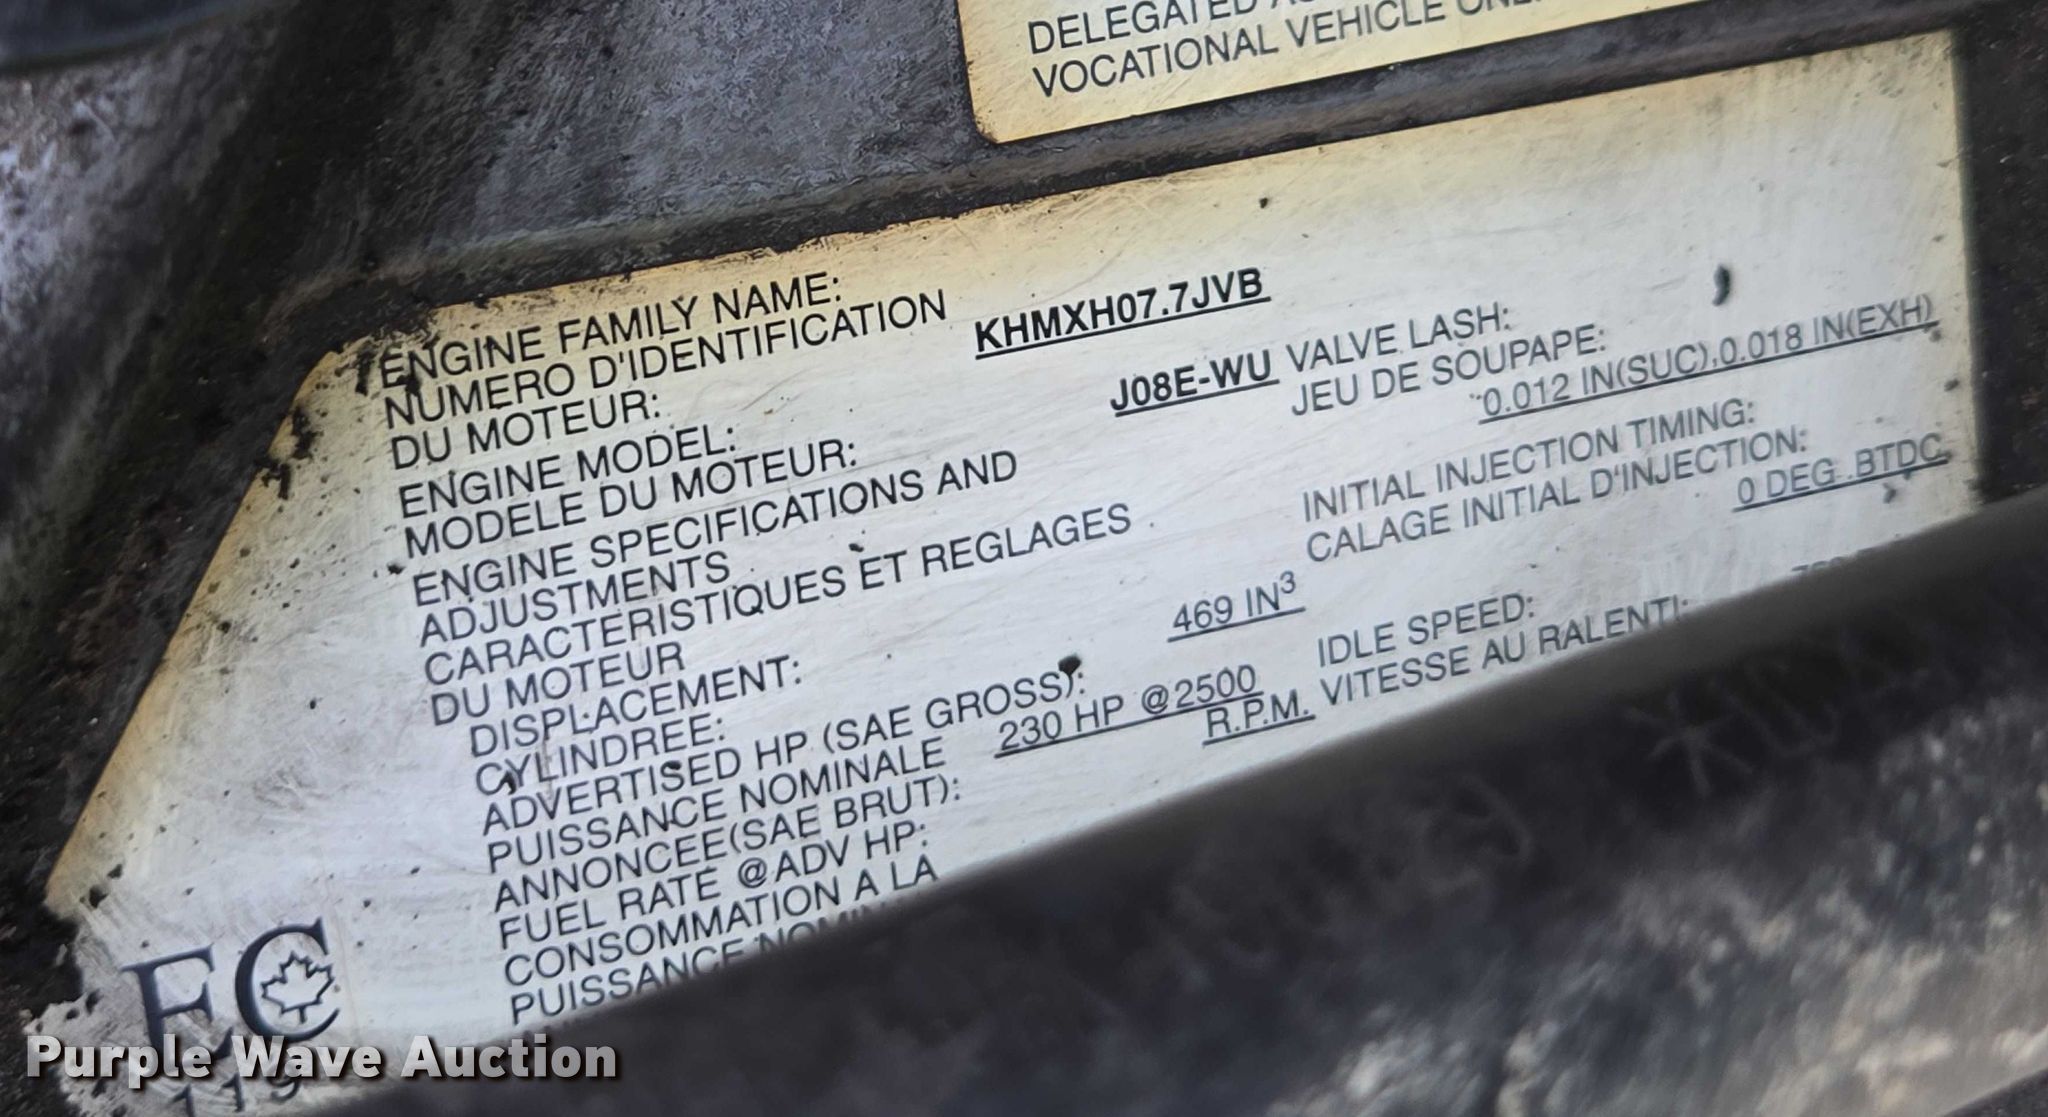 DELEGATED
VOCATIONAL VEHICLE
ENGINE FAMILY NAME:
NUMERO D'IDENTIFICATION
DU MOTEUR:
KHMXH07.7JVB
ENGINE MODEL:
MODELE DU MOTEUR:
J08E-WU
ENGINE SPECIFICATIONS AND
ADJUSTMENTS
CARACTERISTIQUES ET REGLAGES
DU MOTEUR
DISPLACEMENT:
CYLINDREE:
469 IN³
ADVERTISED HP (SAE GROSS):
PUISSANCE NOMINALE
ANNONCEE(SAE BRUT):
230 HP @2500
R.P.M.
FUEL RATE @ADV HP:
CONSOMMATION A LA
PUISSANCE
VALVE LASH:
JEU DE SOUPAPE:
0.012 IN(SUC),0.018 IN(EXH)
INITIAL INJECTION TIMING:
CALAGE INITIAL D'INJECTION:
0 DEG.BTDC
IDLE SPEED:
VITESSE AU RALENTI:
EC
119
Purple Wave Auction